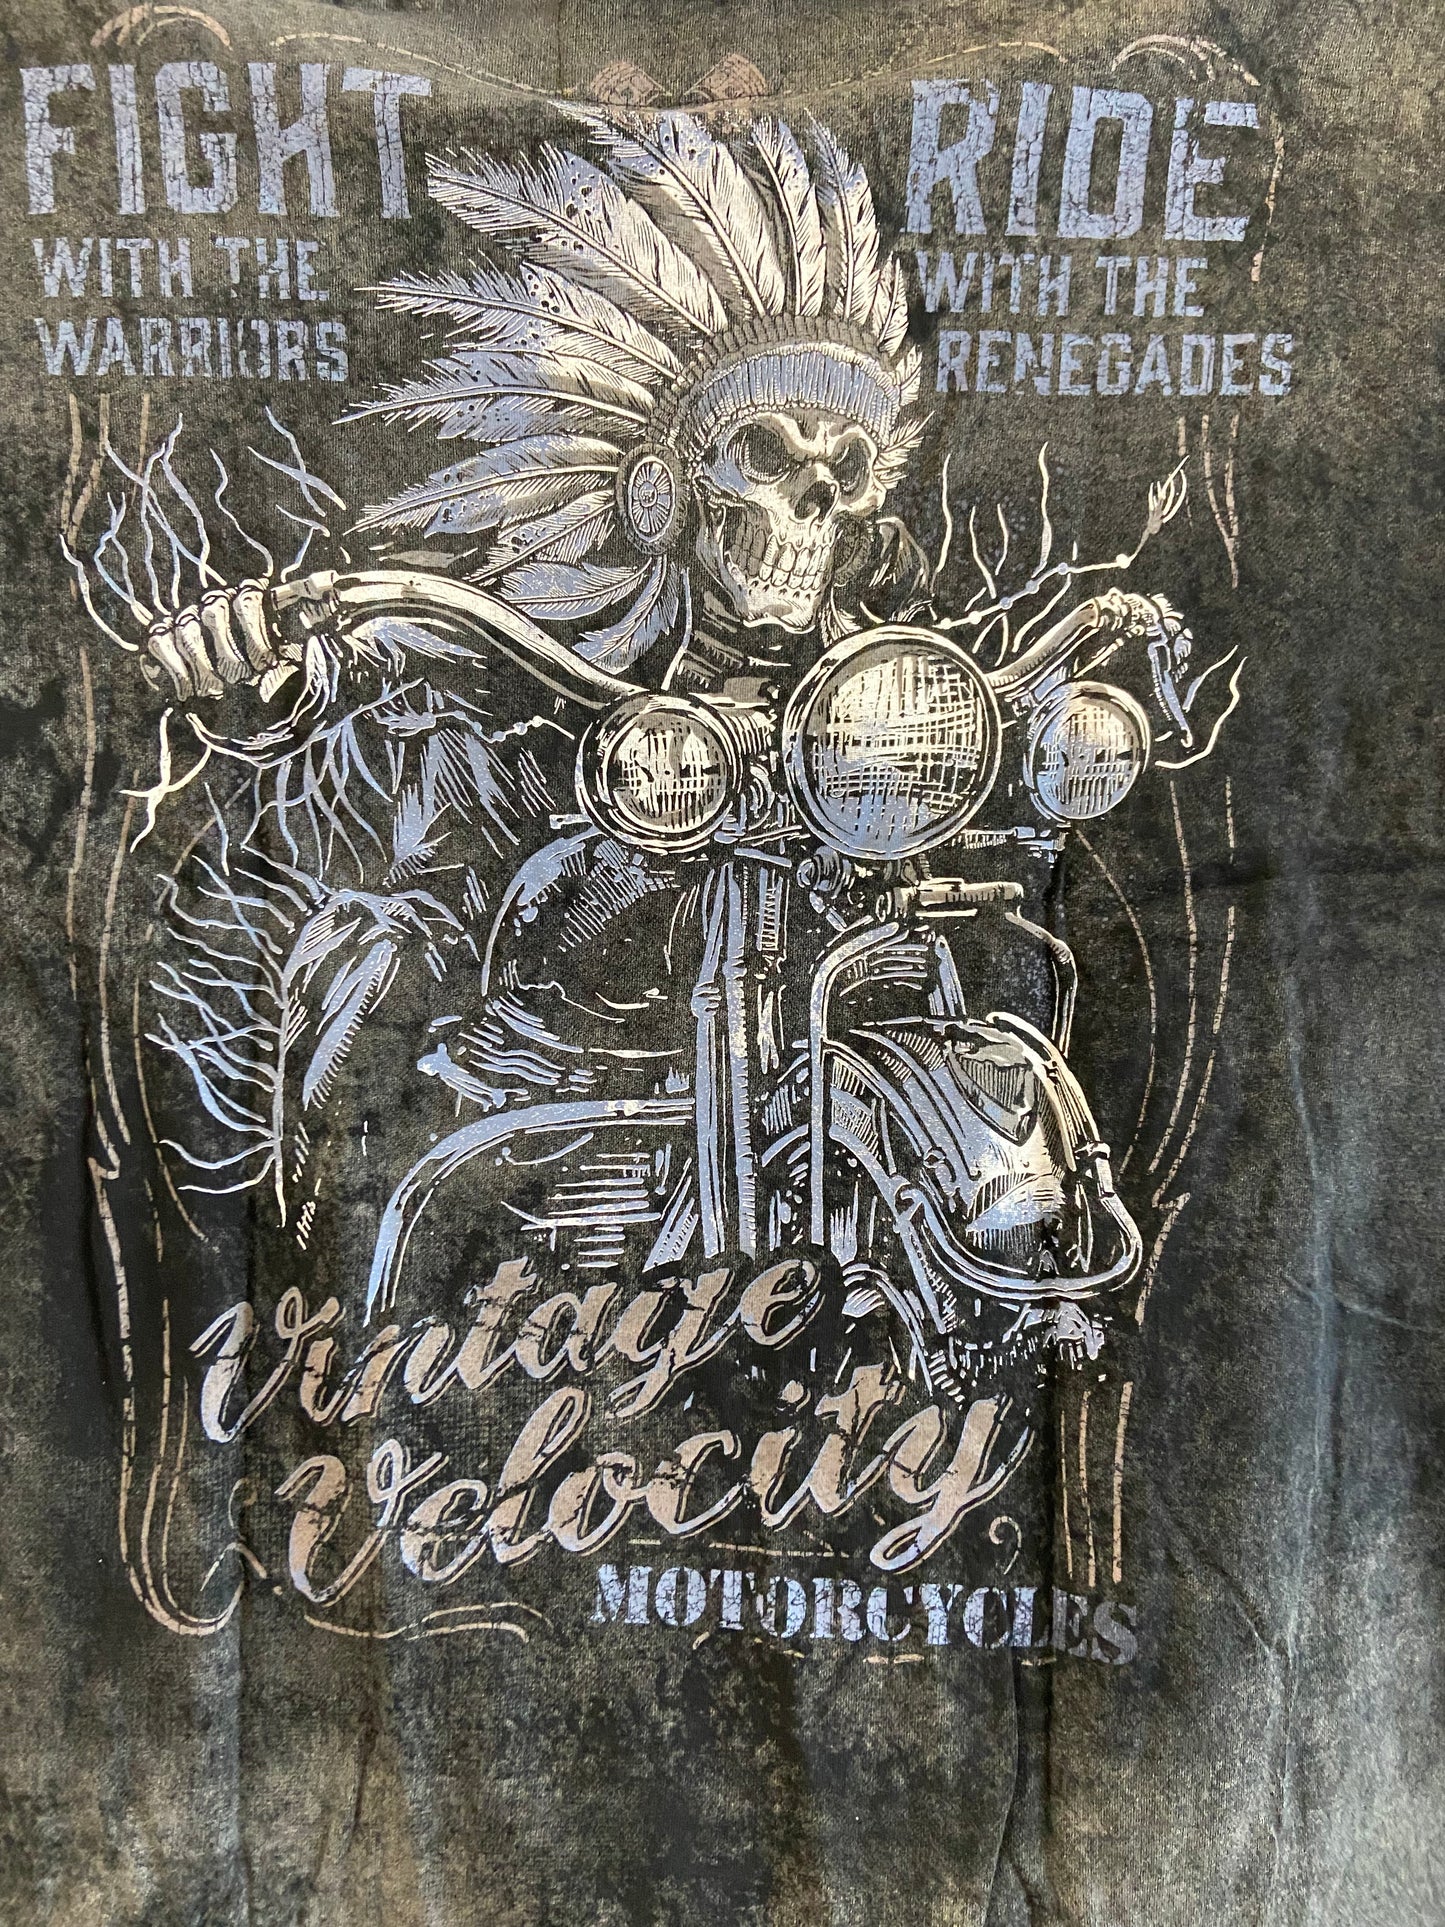 FIGHT
WITH THE
WARRIORS
RIDE
WITH THE
RENEGADES
Vintage
Velocity
MOTORCYCLES